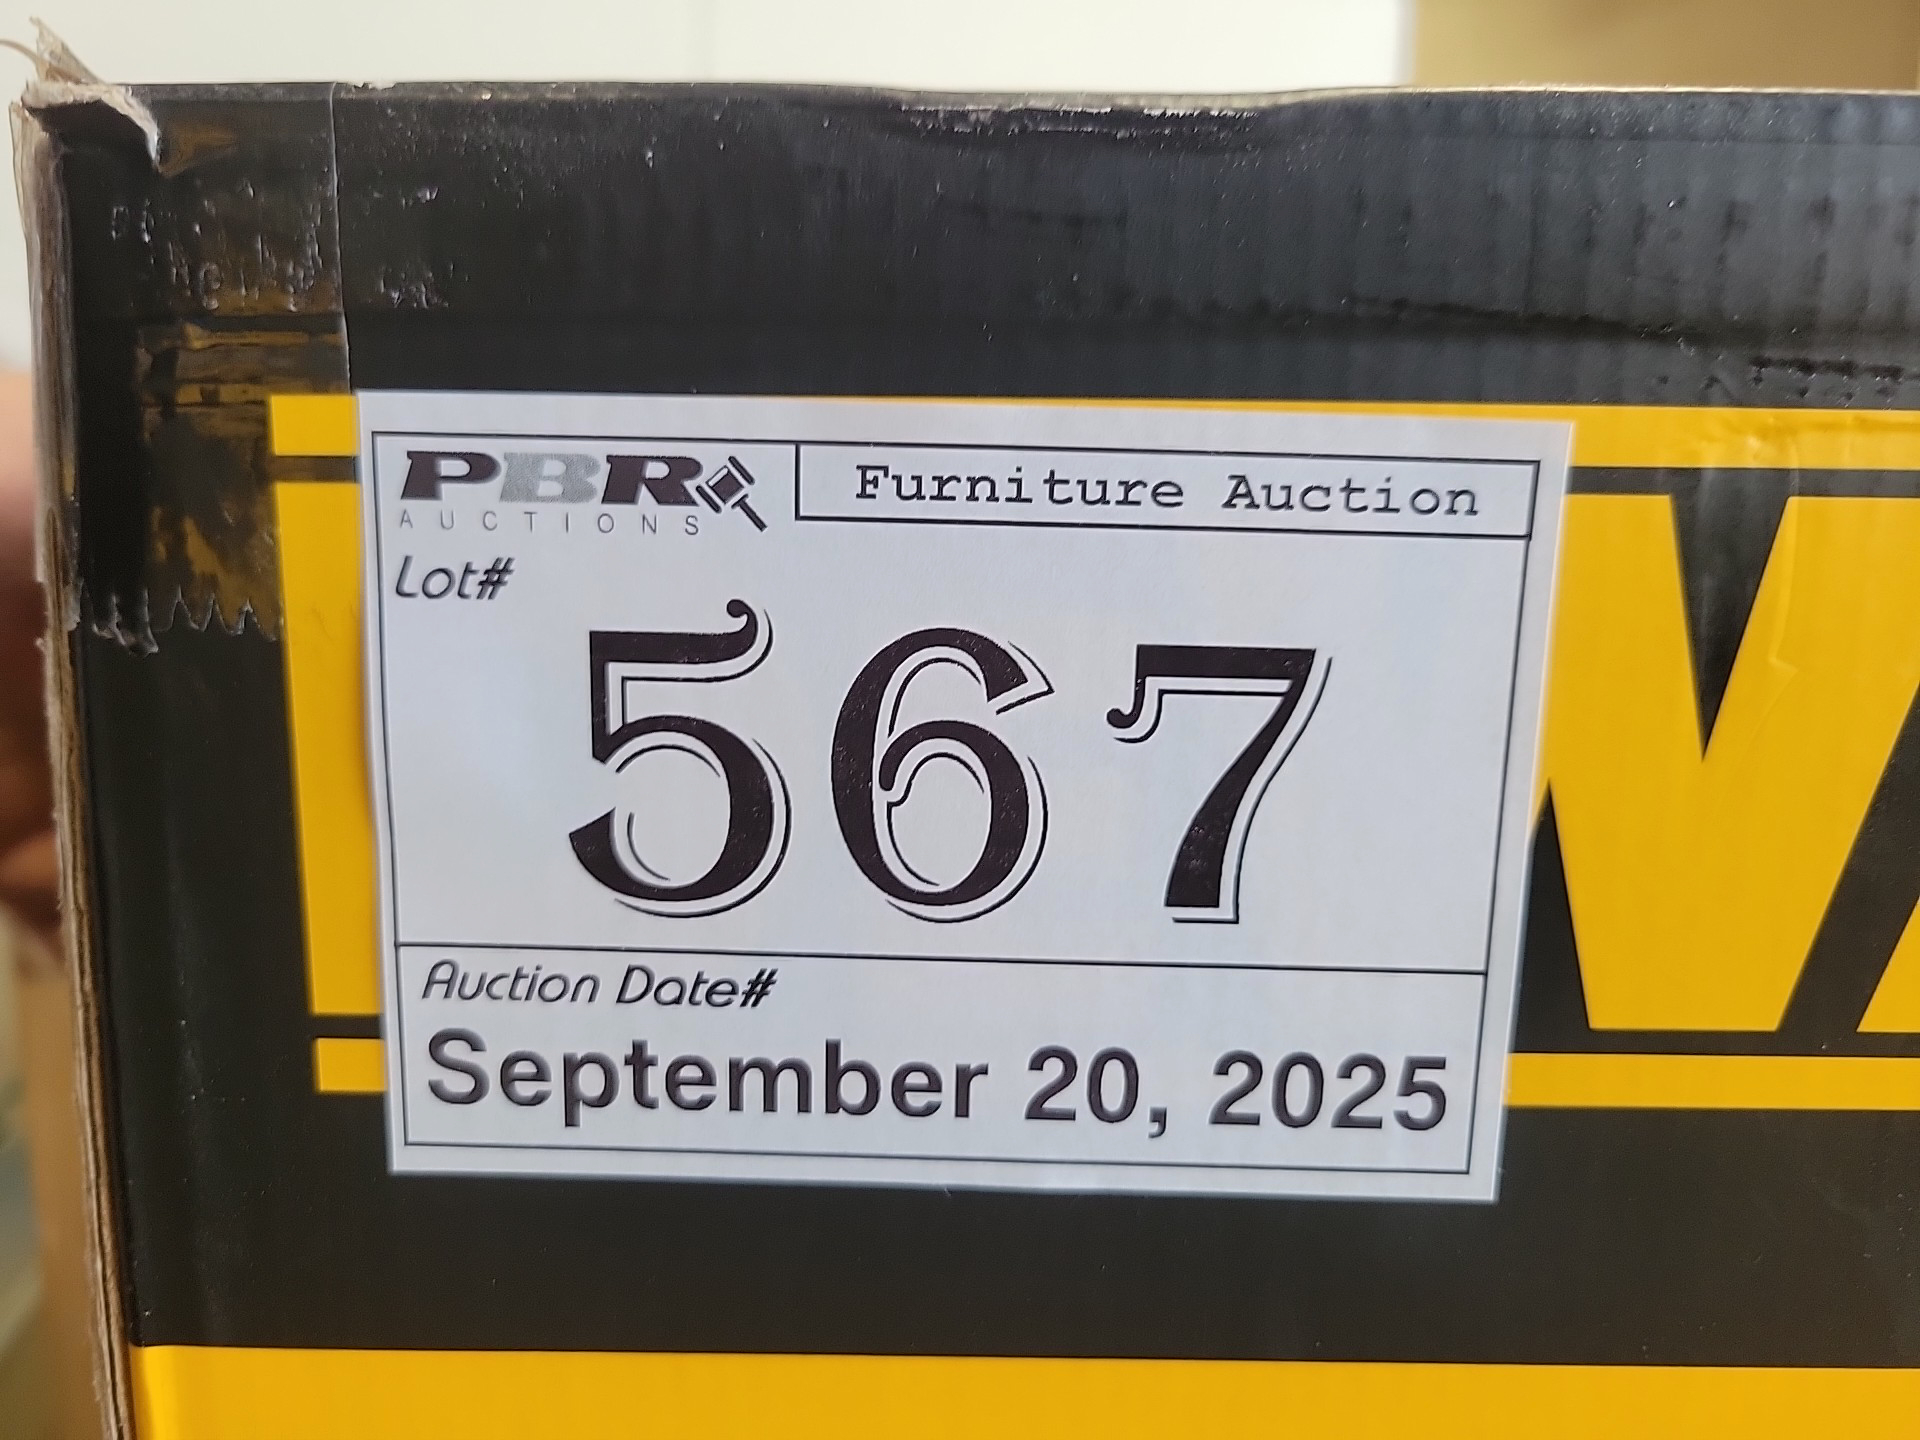 PBR
AUCTIONS
Furniture Auction
Lot#
567
Auction Date#
September 20, 2025